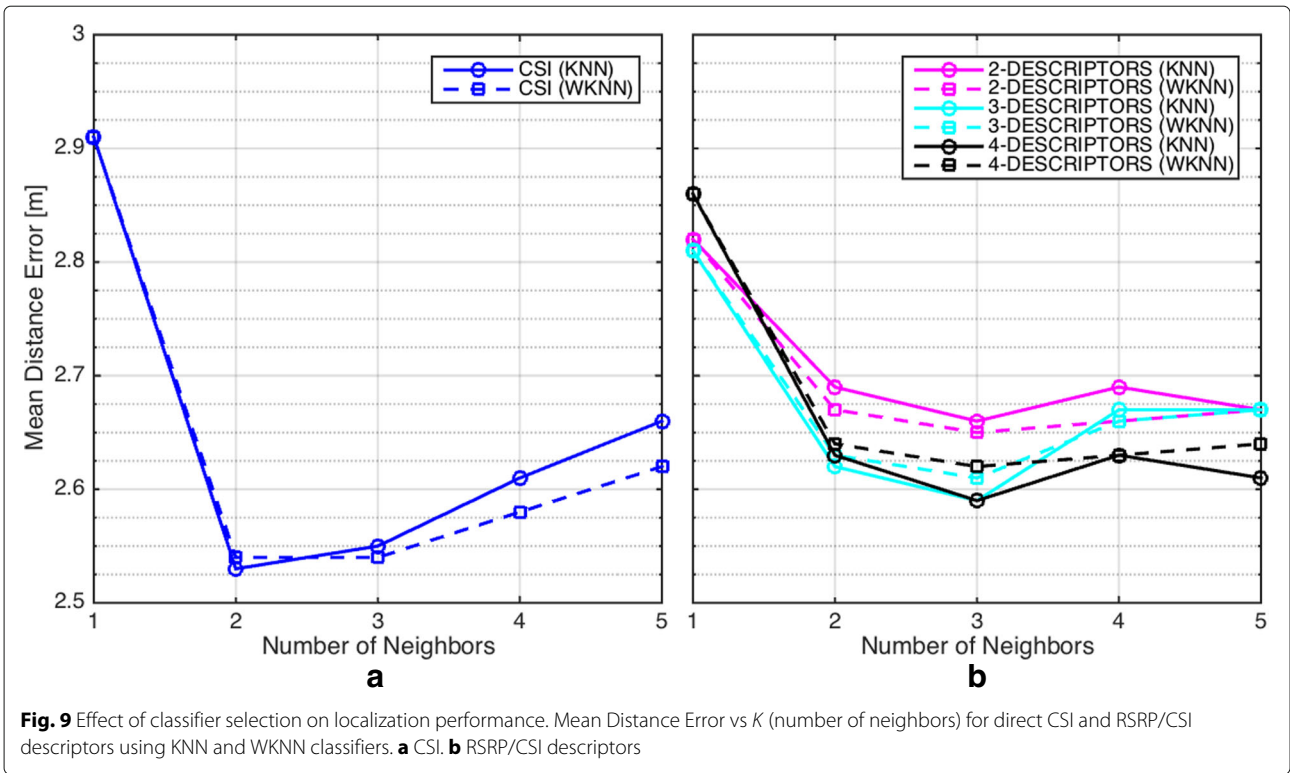 3
2.9
2.8
2.7
2.6
2.5
Mean Distance Error [m]
CSI (KNN)
CSI (WKNN)
1
2
3
4
5
Number of Neighbors
a
2-DESCRIPTORS (KNN)
2-DESCRIPTORS (WKNN)
3-DESCRIPTORS (KNN)
3-DESCRIPTORS (WKNN)
4-DESCRIPTORS (KNN)
4-DESCRIPTORS (WKNN)
1
2
3
4
5
Number of Neighbors
b
Fig. 9 Effect of classifier selection on localization performance. Mean Distance Error vs K (number of neighbors) for direct CSI and RSRP/CSI
descriptors using KNN and WKNN classifiers. a CSI. b RSRP/CSI descriptors